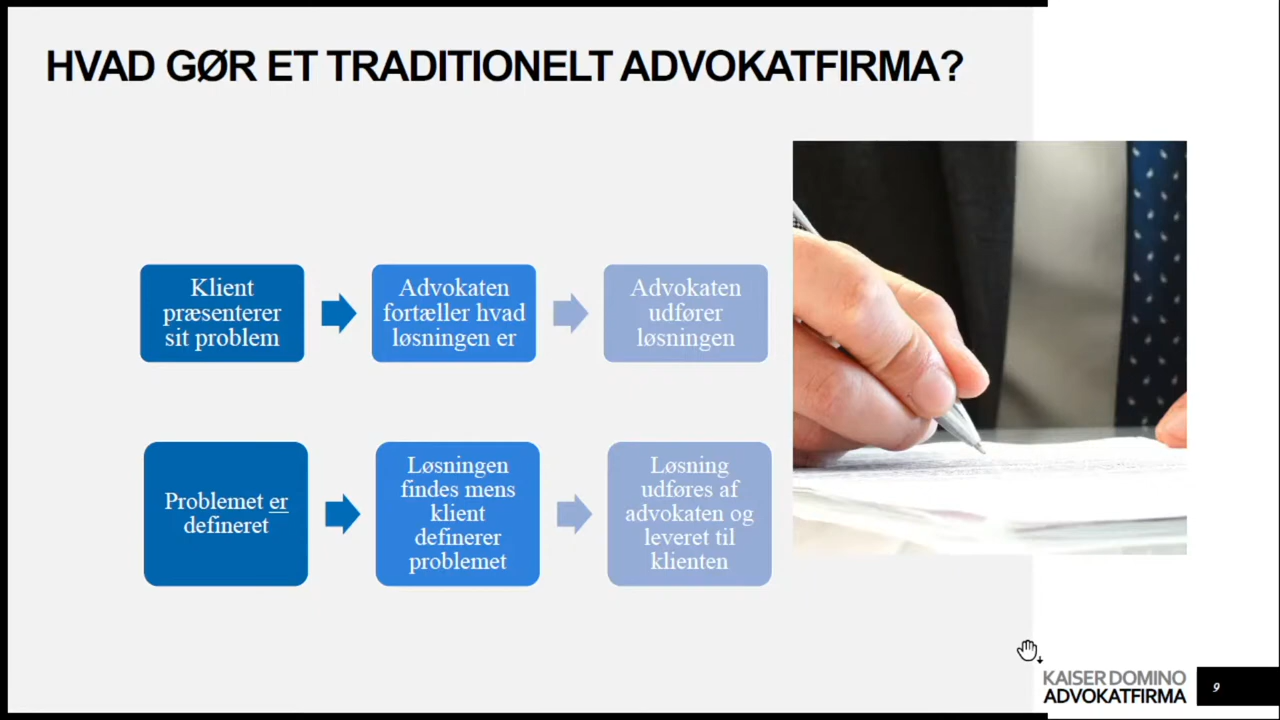 HVAD GØR ET TRADITIONELT ADVOKATFIRMA?
Klient
præsenterer
sit problem
Advokaten
fortæller hvad
løsningen er
Advokaten
udfører
løsningen
Problemet er
defineret
Løsningen
findes mens
klient
definerer
problemet
Løsning
udføres af
advokaten og
leveret til
klienten
KAISER DOMINO
ADVOKATFIRMA
9